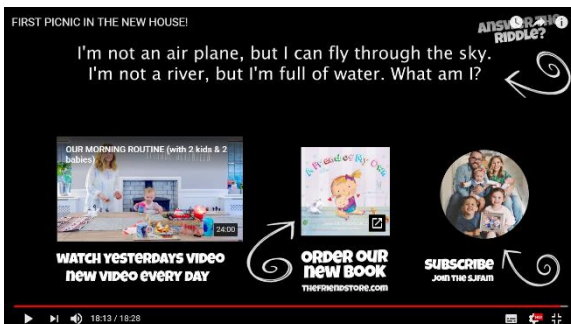 FIRST PICNIC IN THE NEW HOUSE!
ANSWER THE
RIDDLE?
I'm not an air plane, but I can fly through the sky.
I'm not a river, but I'm full of water. What am I?
OUR MORNING ROUTINE (with 2 kids & 2
babies)
24:00
A Friend of My Own
WATCH YESTERDAYS VIDEO
NEW VIDEO EVERY DAY
ORDER OUR
NEW BOOK
THEFRIENDSTORE.COM
SUBSCRIBE
JOIN THE SJFAM
18:13 / 18:28